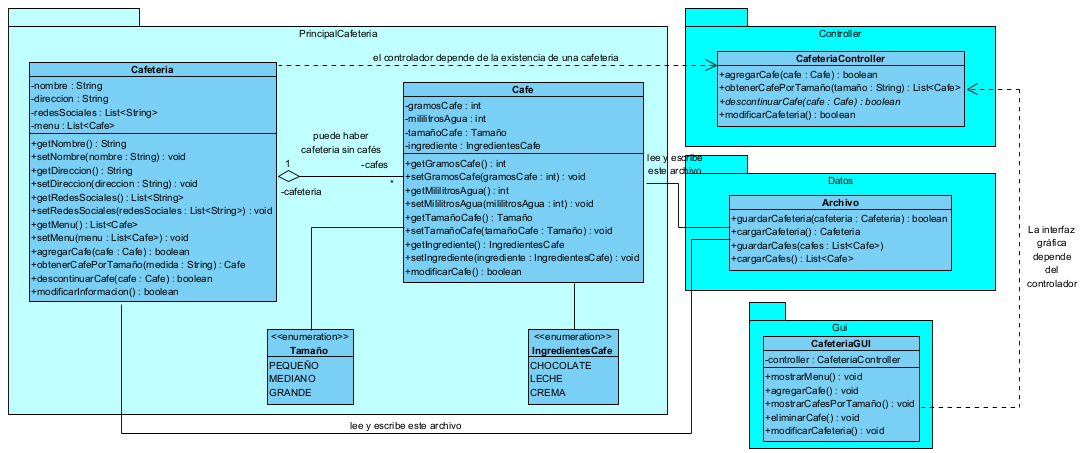 PrincipalCafeteria
Cafeteria
-nombre : String
-direccion : String
-redesSociales : List<String>
-menu : List<Cafe>
+getNombre() : String
+setNombre(nombre : String) : void
+getDireccion() : String
+setDireccion(direccion : String) : void
+getRedesSociales() : List<String>
+setRedesSociales(redesSociales : List<String>) : void
+getMenu() : List<Cafe>
+setMenu(menu : List<Cafe>) : void
+agregarCafe(cafe : Cafe) : boolean
+obtenerCafePorTamaño(medida : String) : Cafe
+descontinuarCafe(cafe : Cafe) : boolean
+modificarInformacion() : boolean
el controlador depende de la existencia de una cafeteria
puede haber
cafeteria sin cafés
1
-cafes
*
-cafeteria
Cafe
-gramosCafe : int
-mililitrosAgua : int
-tamañoCafe : Tamaño
-ingrediente : IngredientesCafe
+getGramosCafe() : int
+setGramosCafe(gramosCafe : int) : void
+getMililitrosAgua() : int
+setMililitrosAgua(mililitrosAgua : int) : void
+getTamañoCafe() : Tamaño
+setTamañoCafe(tamañoCafe : Tamaño) : void
+getIngrediente() : IngredientesCafe
+setIngrediente(ingrediente : IngredientesCafe) : void
+modificarCafe() : boolean
<<enumeration>>
Tamaño
PEQUEÑO
MEDIANO
GRANDE
<<enumeration>>
IngredientesCafe
CHOCOLATE
LECHE
CREMA
lee y escribe este archivo
Controller
CafeteriaController
+agregarCafe(cafe : Cafe) : boolean
+obtenerCafePorTamaño(tamaño : String) : List<Cafe>
+descontinuarCafe(cafe : Cafe) : boolean
+modificarCafeteria() : boolean
lee y escribe
este archivo
Datos
Archivo
+guardarCafeteria(cafeteria : Cafeteria) : boolean
+cargarCafeteria() : Cafeteria
+guardarCafes(cafes : List<Cafe>)
+cargarCafes() : List<Cafe>
La interfaz
gráfica
depende
del
controlador
Gui
CafeteriaGUI
-controller : CafeteriaController
+mostrarMenu() : void
+agregarCafe() : void
+mostrarCafesPorTamaño() : void
+eliminarCafe() : void
+modificarCafeteria() : void